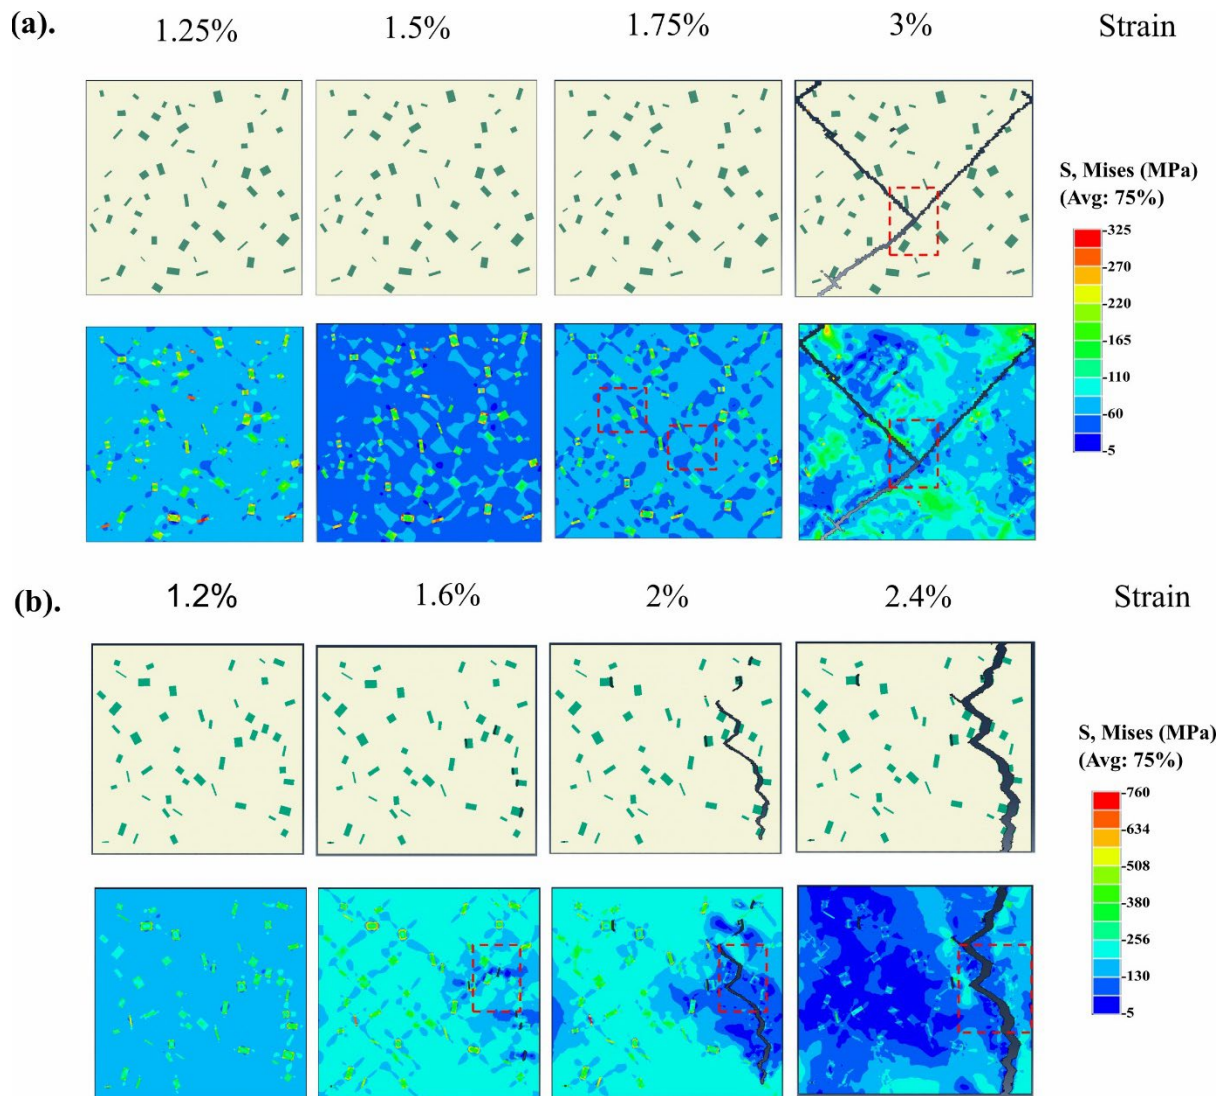 (a).
1.25% 1.5% 1.75% 3% Strain
S, Mises (MPa)
(Avg: 75%)
-325
-270
-220
-165
-110
-60
-5
(b).
1.2% 1.6% 2% 2.4% Strain
S, Mises (MPa)
(Avg: 75%)
-760
-634
-508
-380
-256
-130
-5